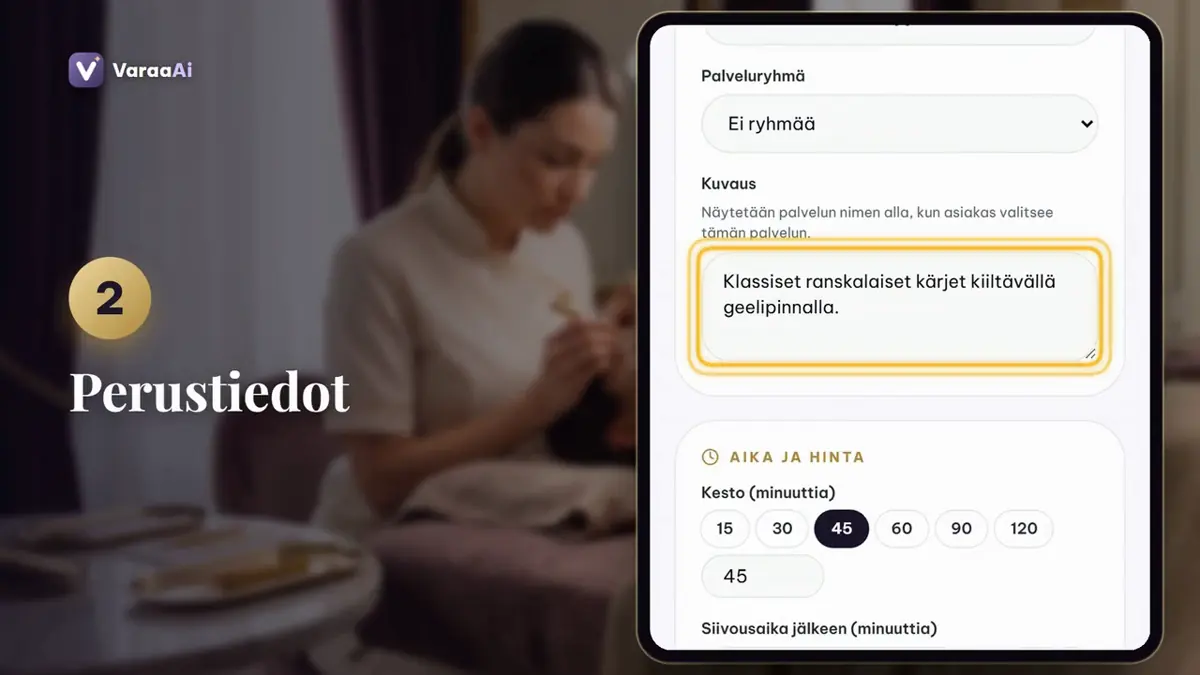 VaraaAi
2
Perustiedot
Palveluryhmä
Ei ryhmää
Kuvaus
Näytetään palvelun nimen alla, kun asiakas valitsee
tämän palvelun.
Klassiset ranskalaiset kärjet kiiltävällä
geelipinnalla.
AIKA JA HINTA
Kesto (minuuttia)
15 30 45 60 90 120
45
Siivousaika jälkeen (minuuttia)